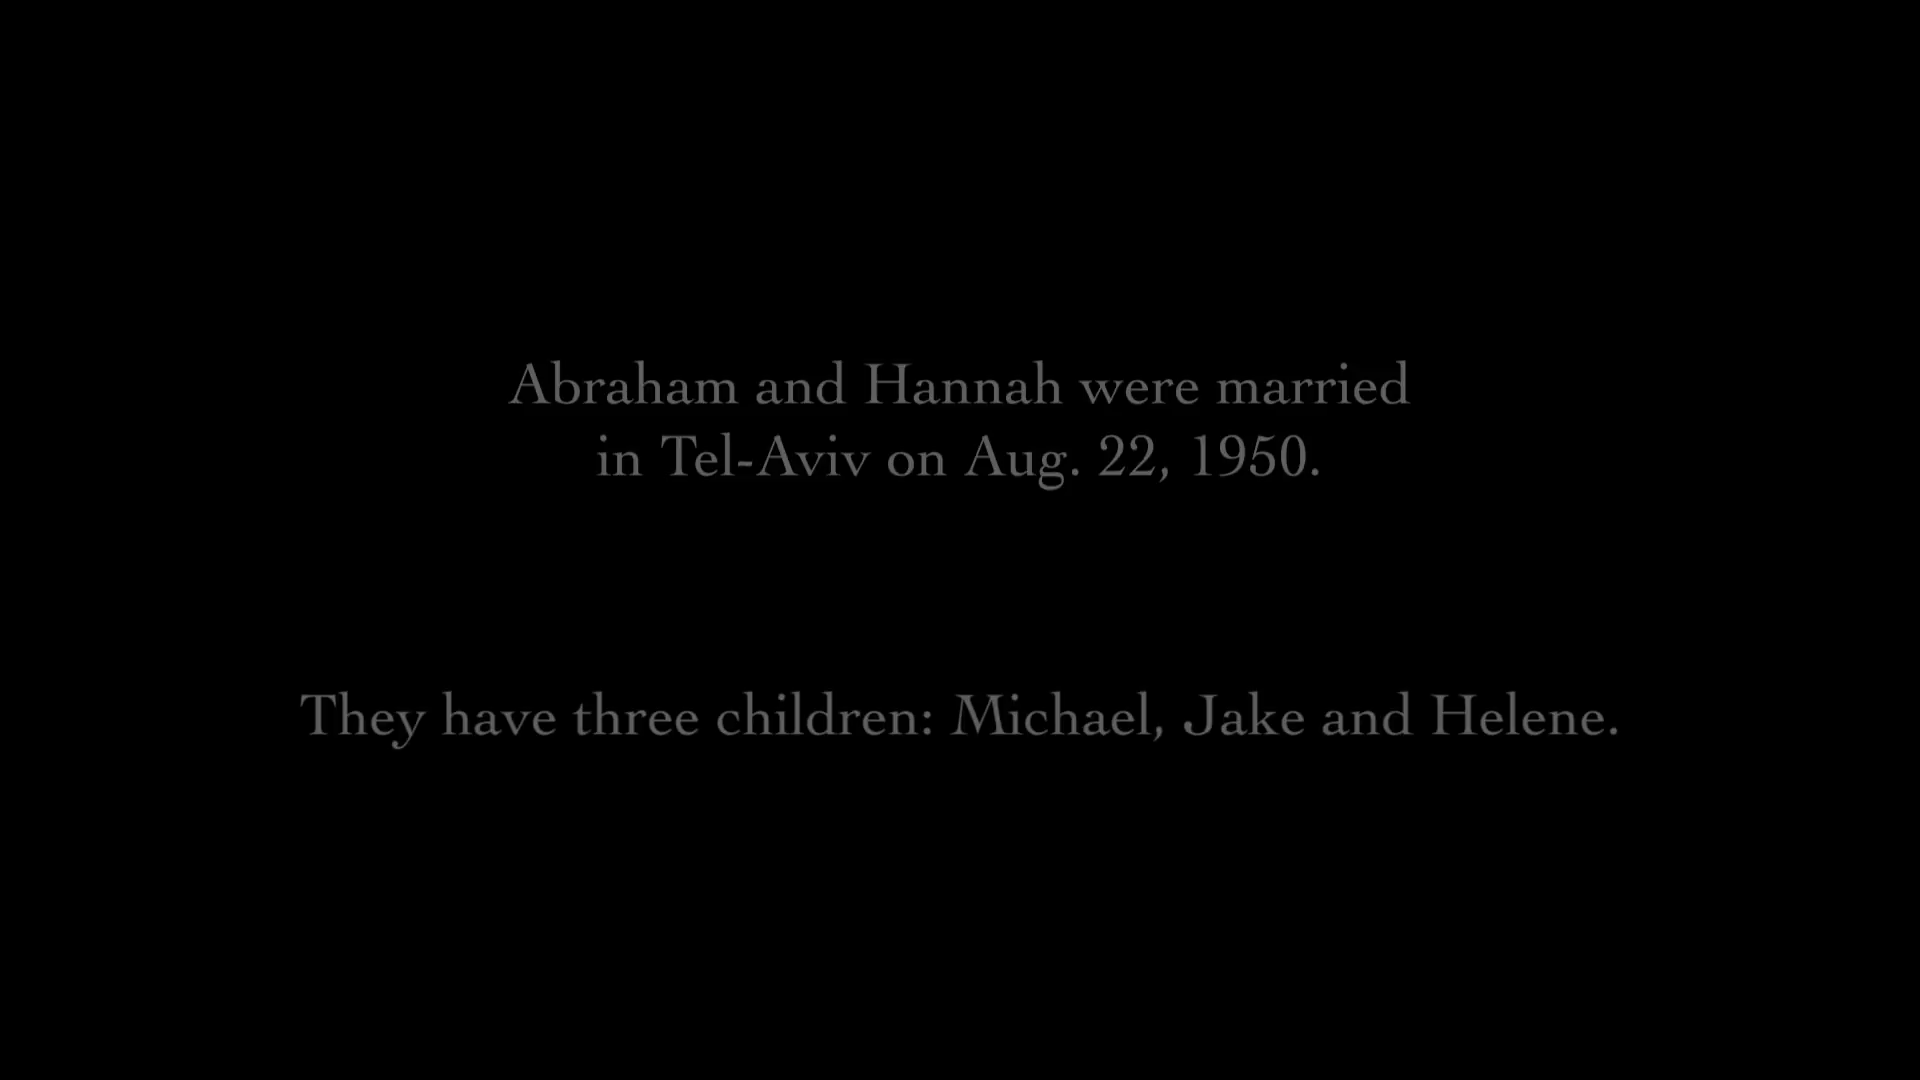 Abraham and Hannah were married
in Tel-Aviv on Aug. 22, 1950.
They have three children: Michael, Jake and Helene.